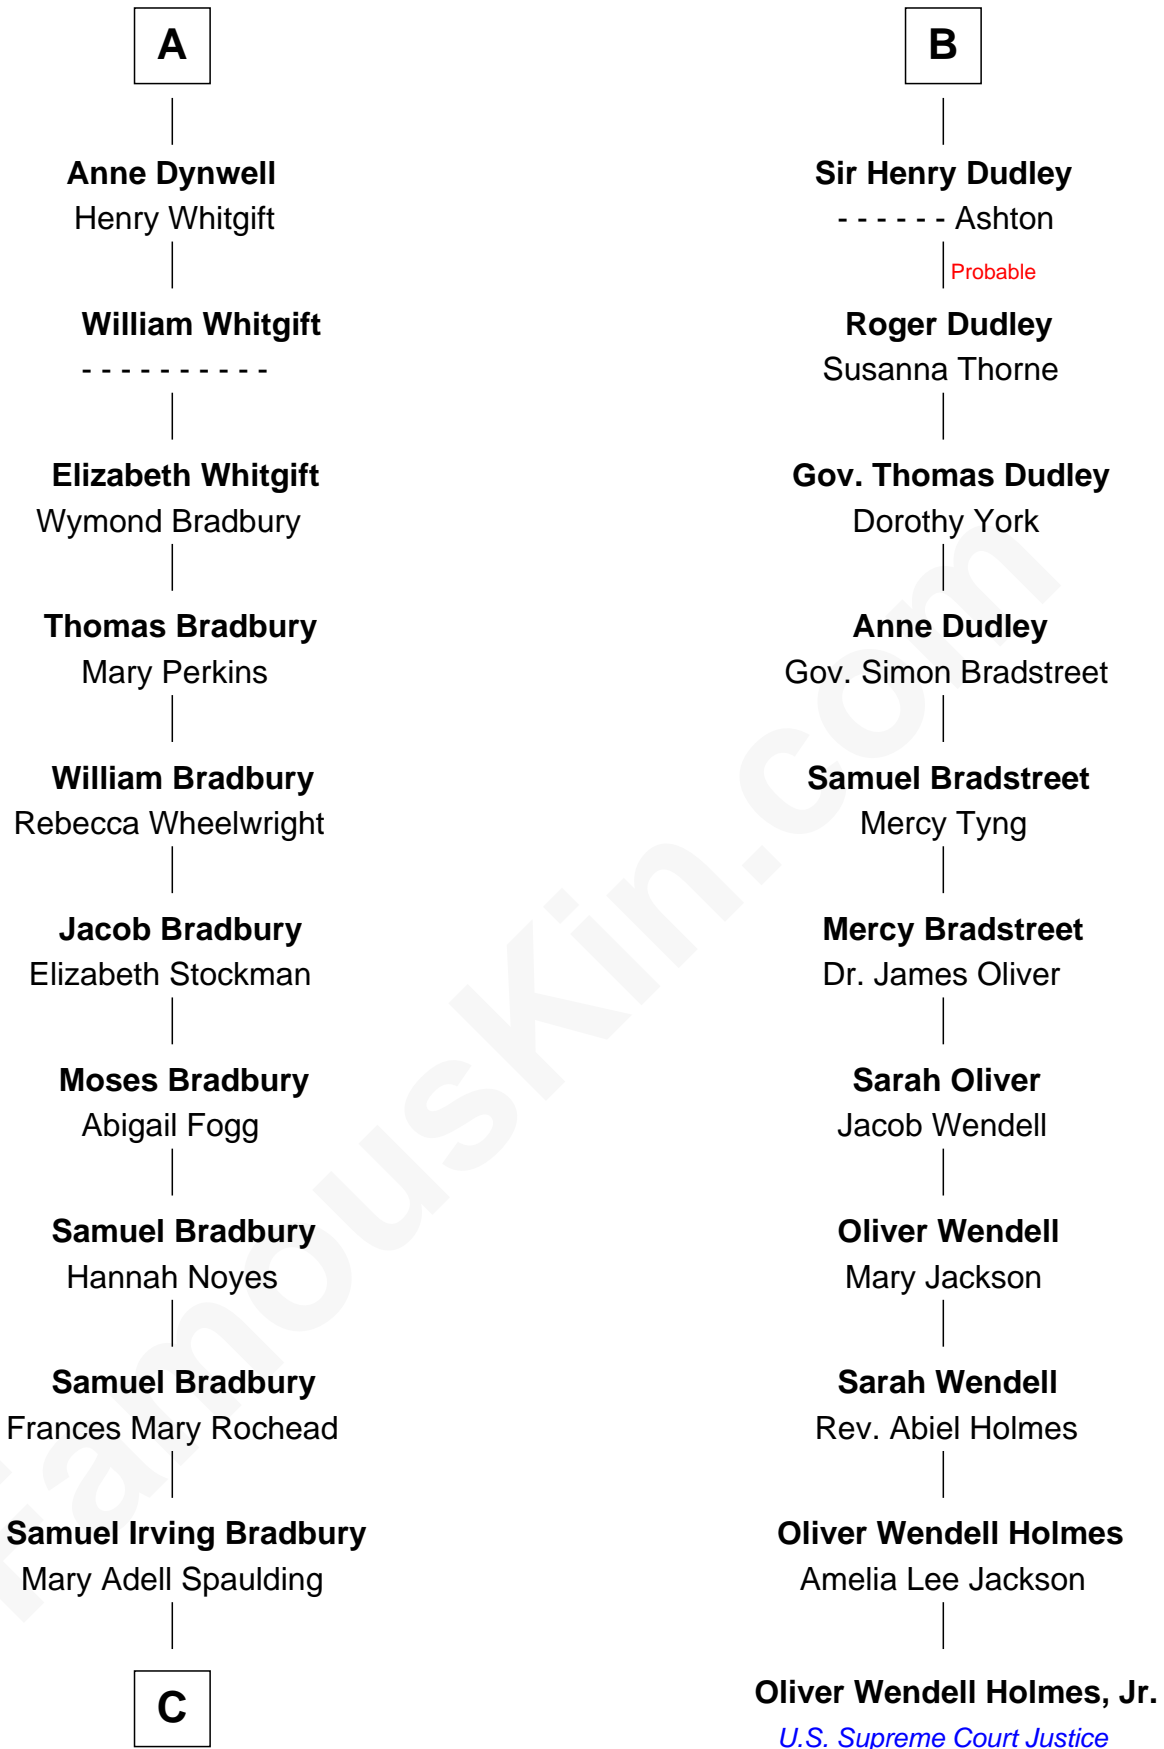 A
Anne Dynwell
Henry Whitgift
William Whitgift
- - - - - - - - - -
Elizabeth Whitgift
Wymond Bradbury
Thomas Bradbury
Mary Perkins
William Bradbury
Rebecca Wheelwright
Jacob Bradbury
Elizabeth Stockman
Moses Bradbury
Abigail Fogg
Samuel Bradbury
Hannah Noyes
Samuel Bradbury
Frances Mary Rochead
Samuel Irving Bradbury
Mary Adell Spaulding
C
B
Sir Henry Dudley
- - - - - - Ashton
Probable
Roger Dudley
Susanna Thorne
Gov. Thomas Dudley
Dorothy York
Anne Dudley
Gov. Simon Bradstreet
Samuel Bradstreet
Mercy Tyng
Mercy Bradstreet
Dr. James Oliver
Sarah Oliver
Jacob Wendell
Oliver Wendell
Mary Jackson
Sarah Wendell
Rev. Abiel Holmes
Oliver Wendell Holmes
Amelia Lee Jackson
Oliver Wendell Holmes, Jr.
U.S. Supreme Court Justice
FamousKin.com